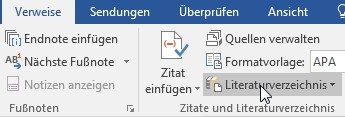 Verweise Sendungen Überprüfen Ansicht
Endnote einfügen
Nächste Fußnote
Notizen anzeigen
Fußnoten
Zitat
einfügen
Quellen verwalten
Formatvorlage: APA
Literaturverzeichnis
Zitate und Literaturverzeichnis